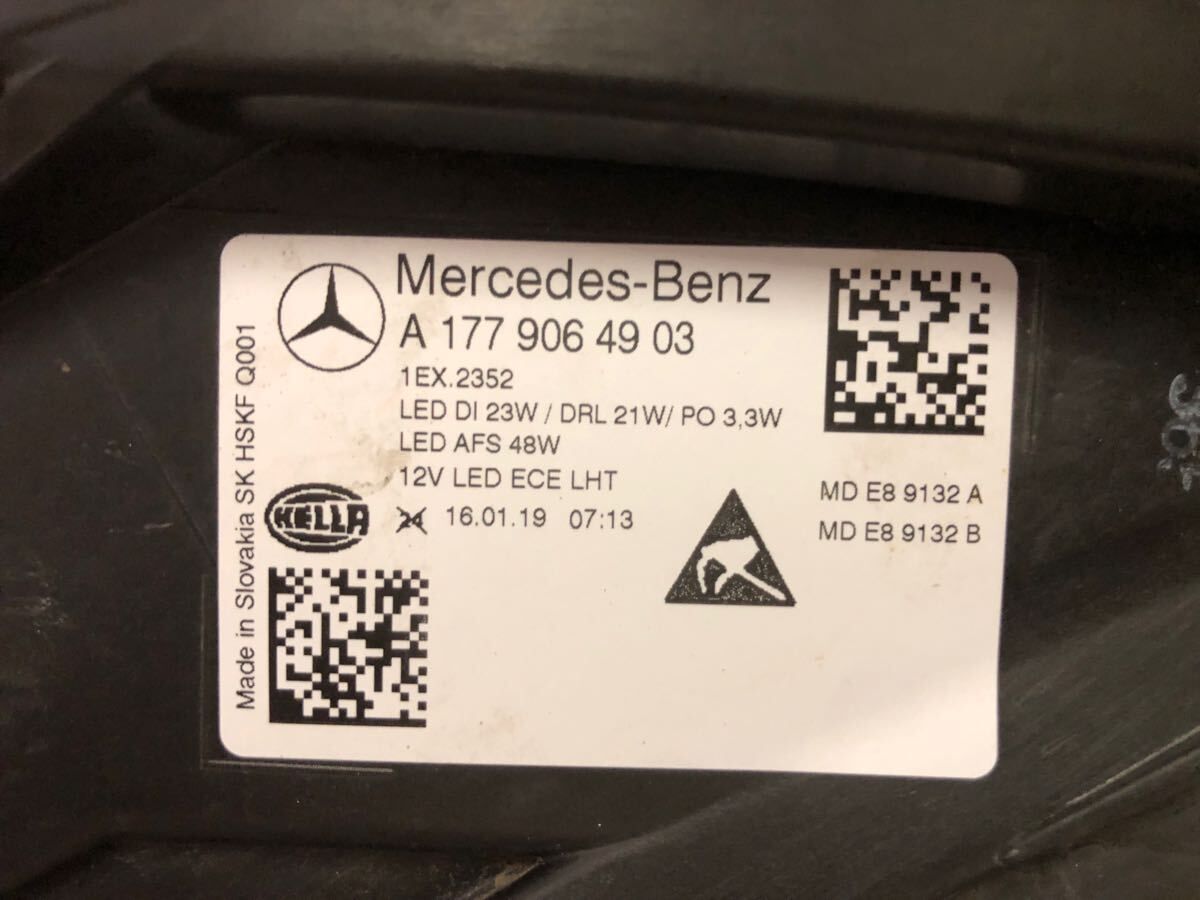 Mercedes-Benz
A 177 906 49 03
1EX.2352
LED DI 23W / DRL 21W/ PO 3,3W
LED AFS 48W
12V LED ECE LHT
24 16.01.19 07:13
HELLA
MD E8 9132 A
MD E8 9132 B
Made in Slovakia SK HSKF Q001